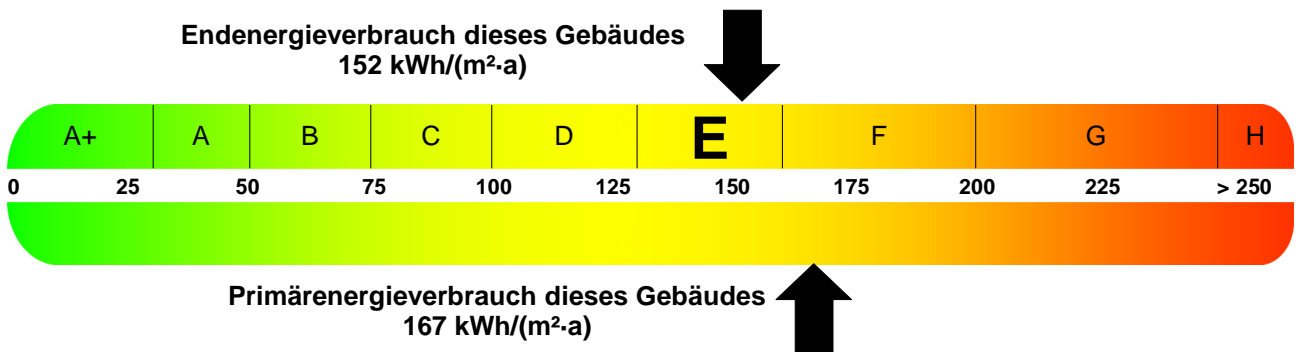 Endenergieverbrauch dieses Gebäudes
152 kWh/(m²·a)
A+ A B C D E F G H
0 25 50 75 100 125 150 175 200 225 > 250
Primärenergieverbrauch dieses Gebäudes
167 kWh/(m²·a)